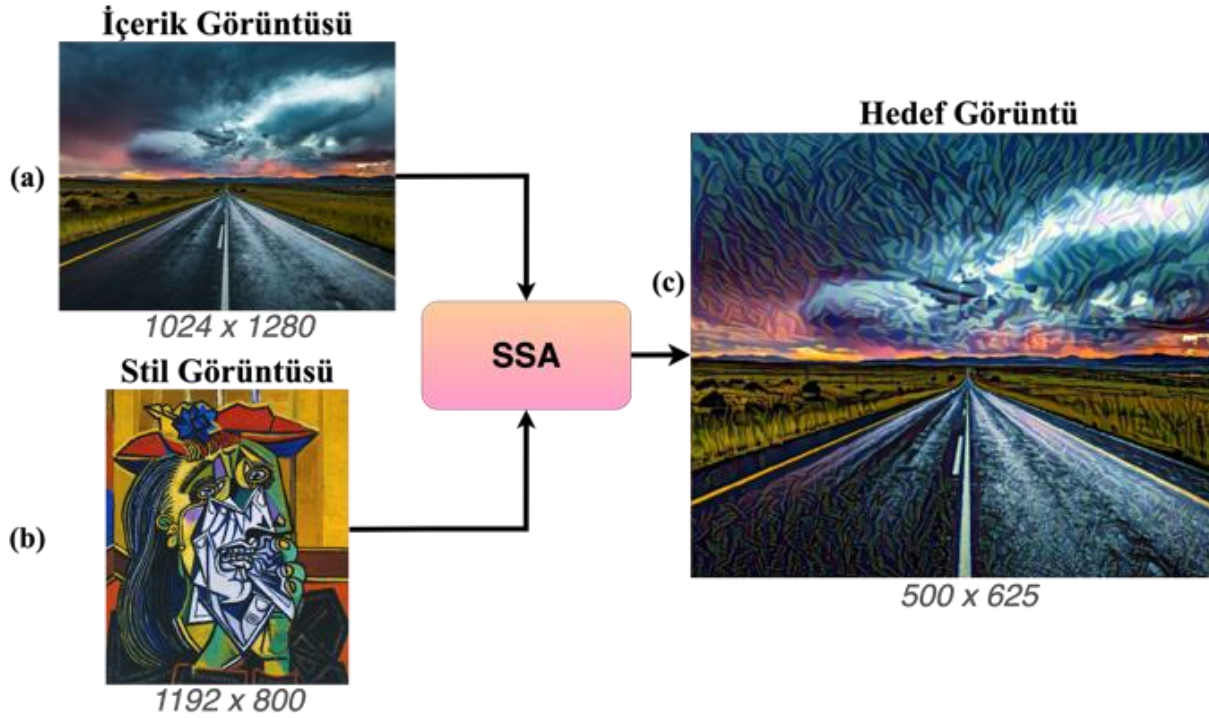 İçerik Görüntüsü
(a)
1024 x 1280
Stil Görüntüsü
(b)
1192 x 800
SSA
Hedef Görüntü
(c)
500 x 625